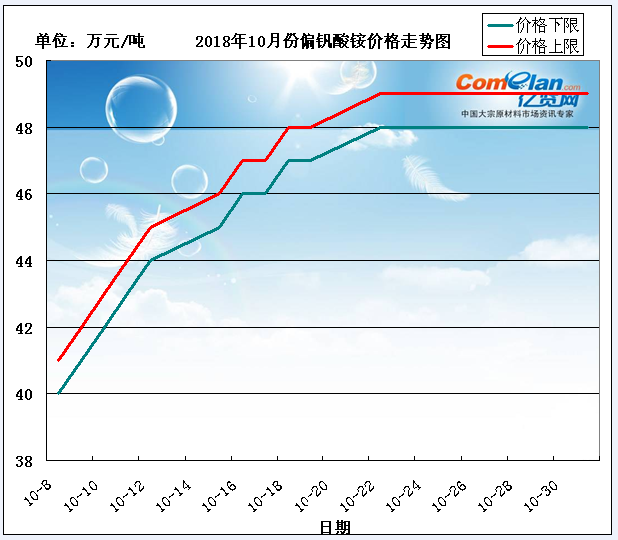 单位：万元/吨
2018年10月份偏钒酸铵价格走势图
价格下限
价格上限
50
48
46
44
42
40
38
Comelan.com
亿览网
中国大宗原材料市场资讯专家
10-8
10-10
10-12
10-14
10-16
10-18
10-20
10-22
10-24
10-26
10-28
10-30
日期